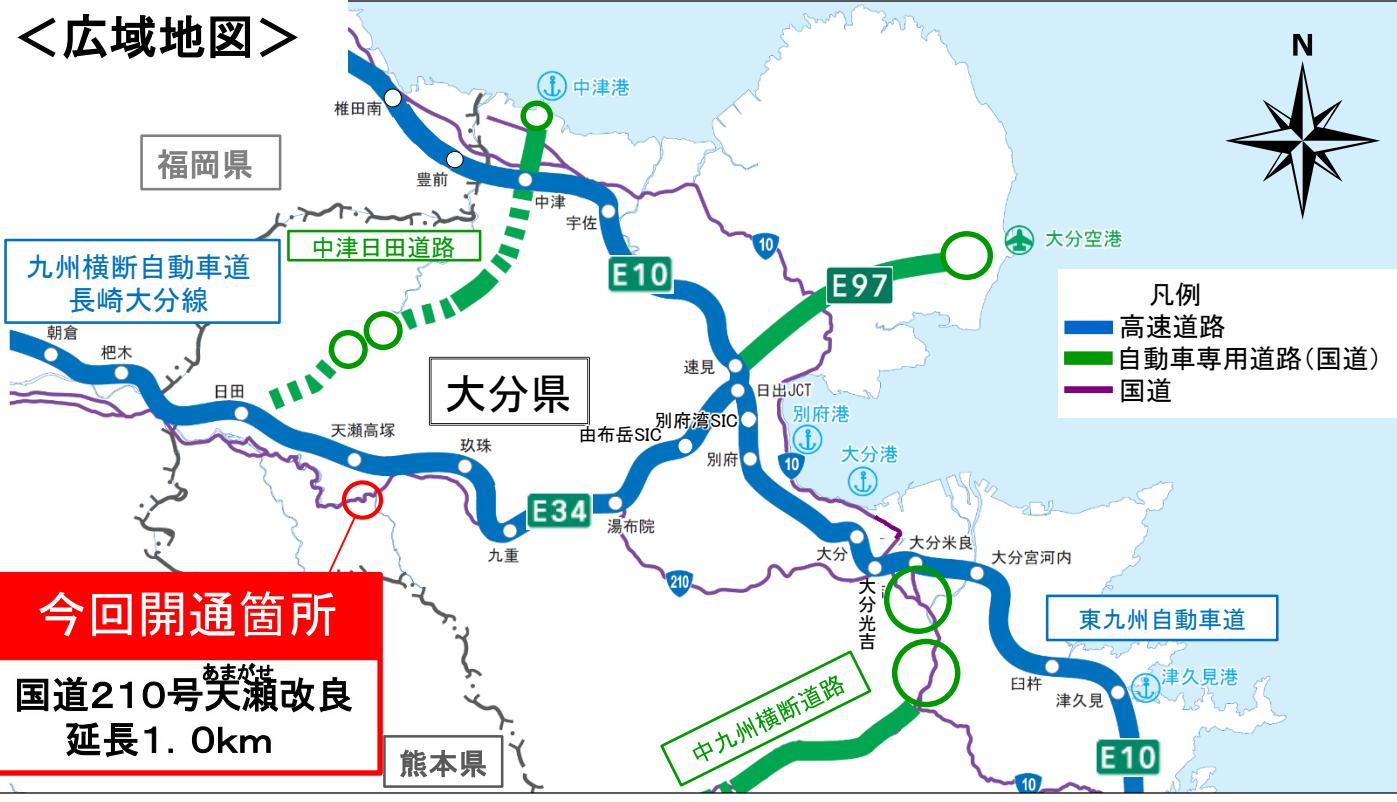 ＜広域地図＞
N
中津港
椎田南
福岡県
豊前
中津
宇佐
中津日田道路
10
大分空港
九州横断自動車道
長崎大分線
E10
E97
凡例
高速道路
自動車専用道路（国道）
国道
朝倉
杷木
速見
日田
大分県
日出JCT
別府港
別府湾SIC
由布岳SIC
天瀬高塚
玖珠
別府
10
大分港
E34
湯布院
九重
大分
大分米良
大分宮河内
210
大分光吉
今回開通箇所
東九州自動車道
あまがせ
国道210号天瀬改良
延長1．0km
臼杵
津久見
津久見港
中九州横断道路
熊本県
E10
10